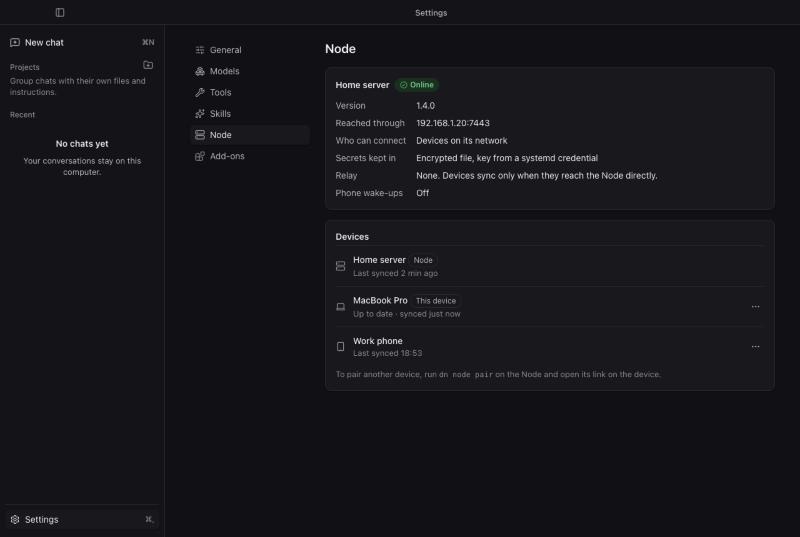 Settings
New chat
⌘N
Projects
Group chats with their own files and
instructions.
Recent
No chats yet
Your conversations stay on this
computer.
Settings
⌘,
General
Models
Tools
Skills
Node
Add-ons
Node
Home server Online
Version 1.4.0
Reached through 192.168.1.20:7443
Who can connect Devices on its network
Secrets kept in Encrypted file, key from a systemd credential
Relay None. Devices sync only when they reach the Node directly.
Phone wake-ups Off
Devices
Home server Node
Last synced 2 min ago
MacBook Pro This device
Up to date · synced just now
Work phone
Last synced 18:53
To pair another device, run dn node pair on the Node and open its link on the device.